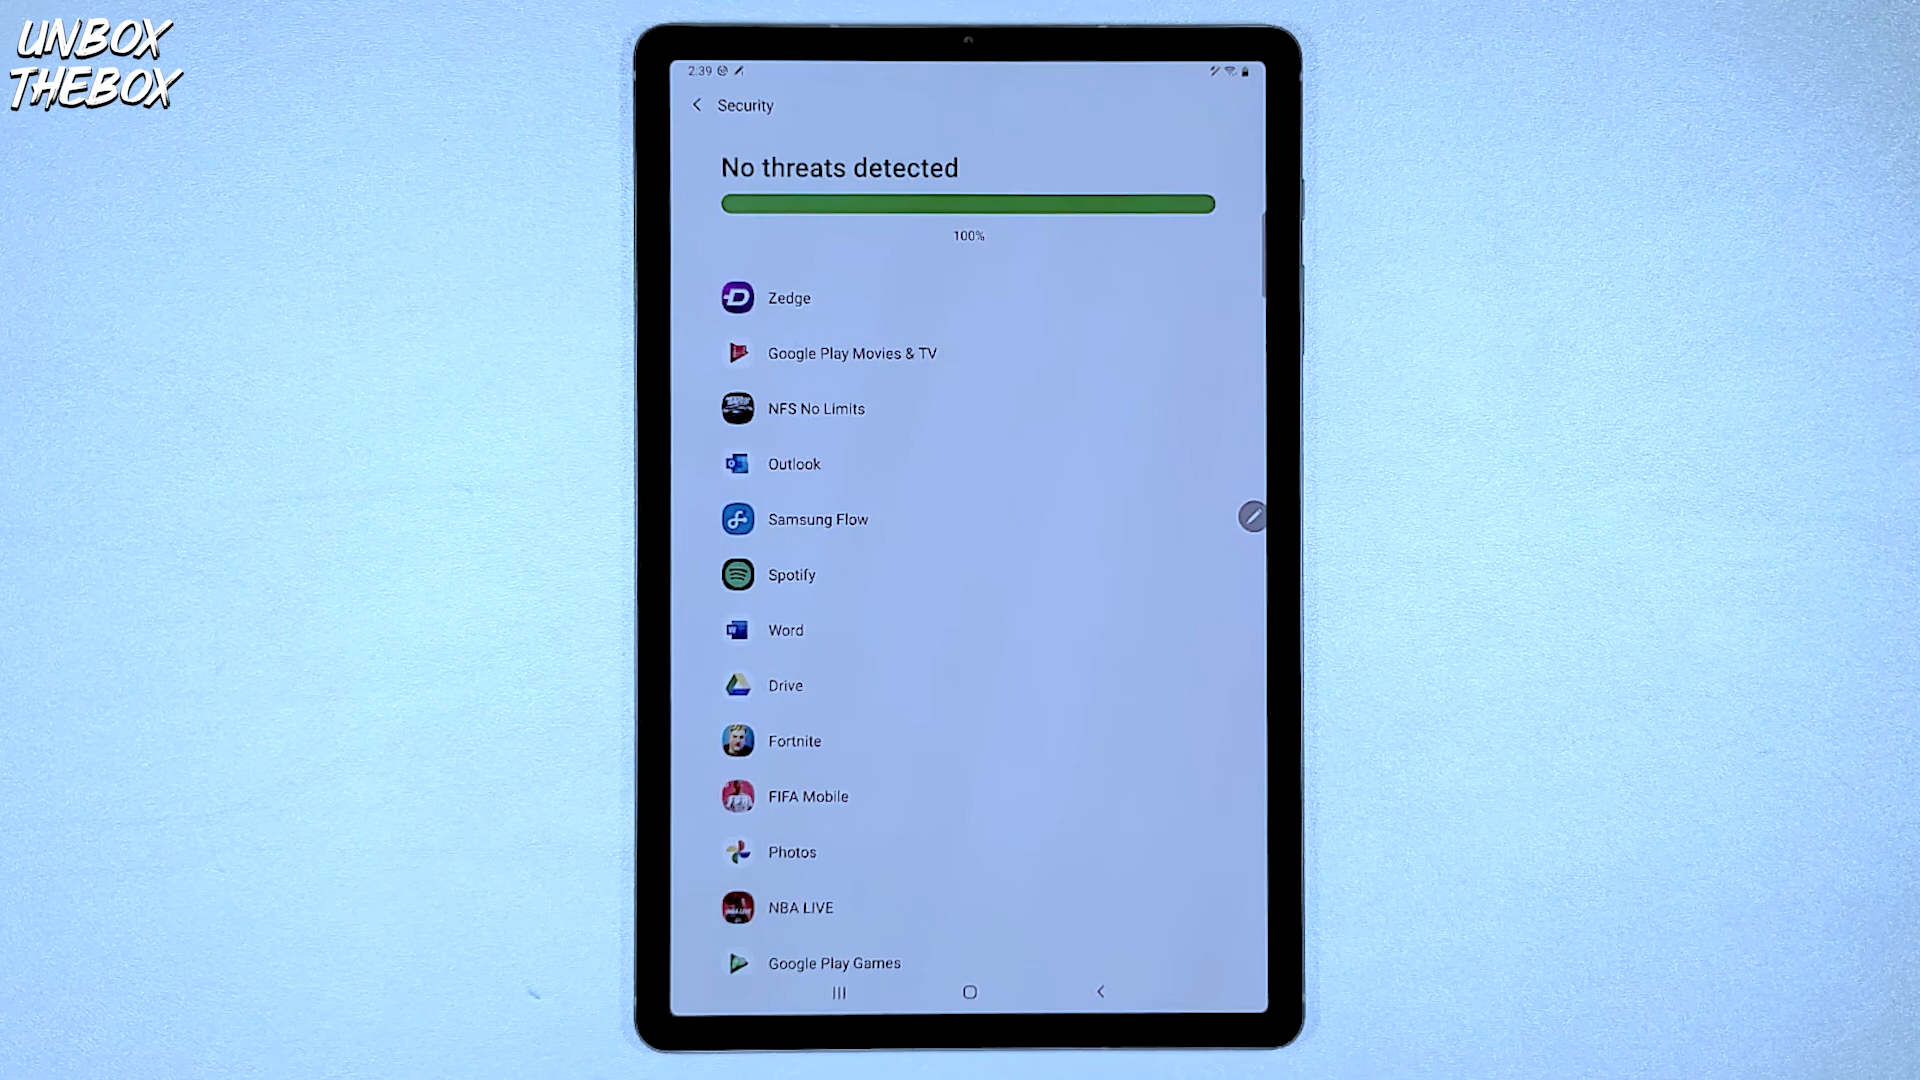 UNBOX
THEBOX
2:39
Security
No threats detected
100%
Zedge
Google Play Movies & TV
NFS No Limits
Outlook
Samsung Flow
Spotify
Word
Drive
Fortnite
FIFA Mobile
Photos
NBA LIVE
Google Play Games